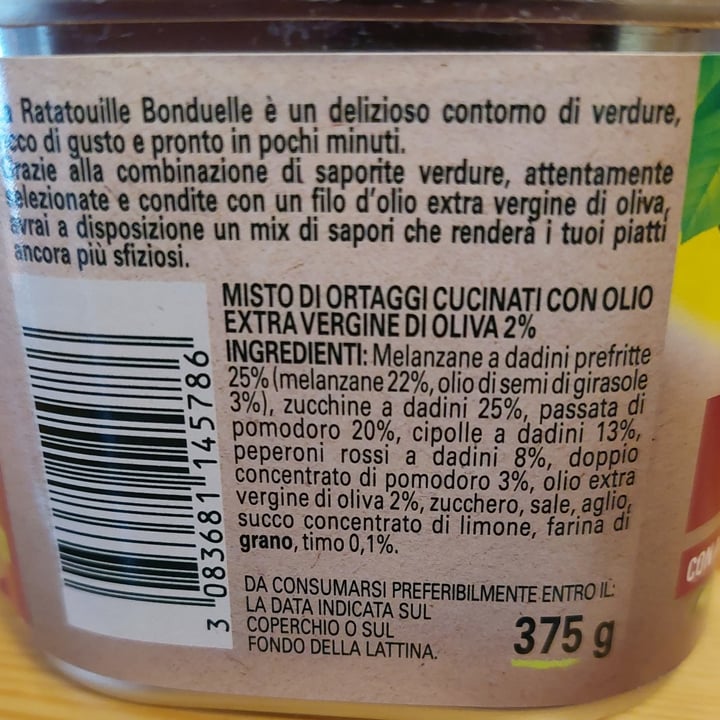 Ratatouille Bonduelle è un delizioso contorno di verdure,
di gusto e pronto in pochi minuti.
alla combinazione di saporite verdure, attentamente
selezionate e condite con un filo d'olio extra vergine di oliva,
avrai a disposizione un mix di sapori che renderà i tuoi piatti
ancora più sfiziosi.
MISTO DI ORTAGGI CUCINATI CON OLIO
EXTRA VERGINE DI OLIVA 2%
INGREDIENTI: Melanzane a dadini prefritte
25% (melanzane 22%, olio di semi di girasole
3%), zucchine a dadini 25%, passata di
pomodoro 20%, cipolle a dadini 13%,
peperoni rossi a dadini 8%, doppio
concentrato di pomodoro 3%, olio extra
vergine di oliva 2%, zucchero, sale, aglio,
succo concentrato di limone, farina di
grano, timo 0,1%.
3 083681 145786
DA CONSUMARSI PREFERIBILMENTE ENTRO IL:
LA DATA INDICATA SUL
COPERCHIO O SUL
FONDO DELLA LATTINA.
375 g
CON